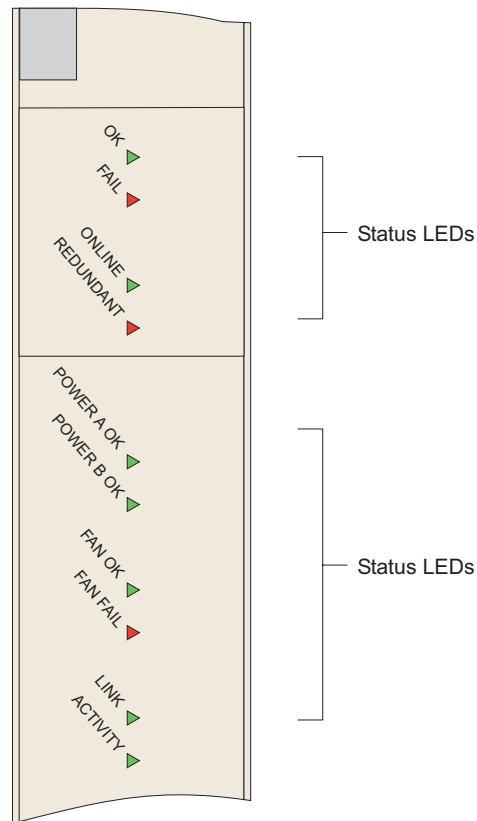 OK
FAIL
ONLINE
REDUNDANT
Status LEDs
POWER A OK
POWER B OK
FAN OK
FAN FAIL
LINK
ACTIVITY
Status LEDs